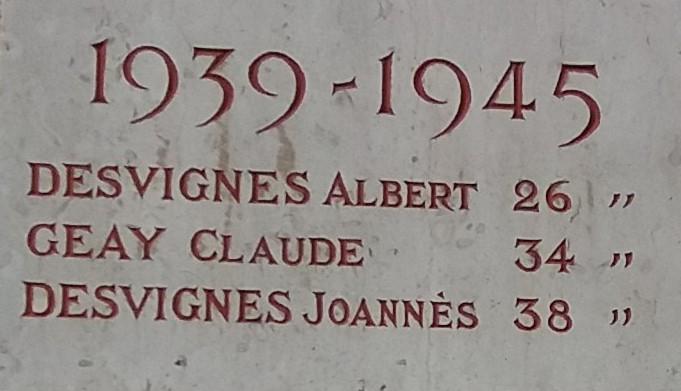 1939-1945
DESVIGNES ALBERT 26 〃
GEAY CLAUDE 34 〃
DESVIGNES JOANNÈS 38 〃